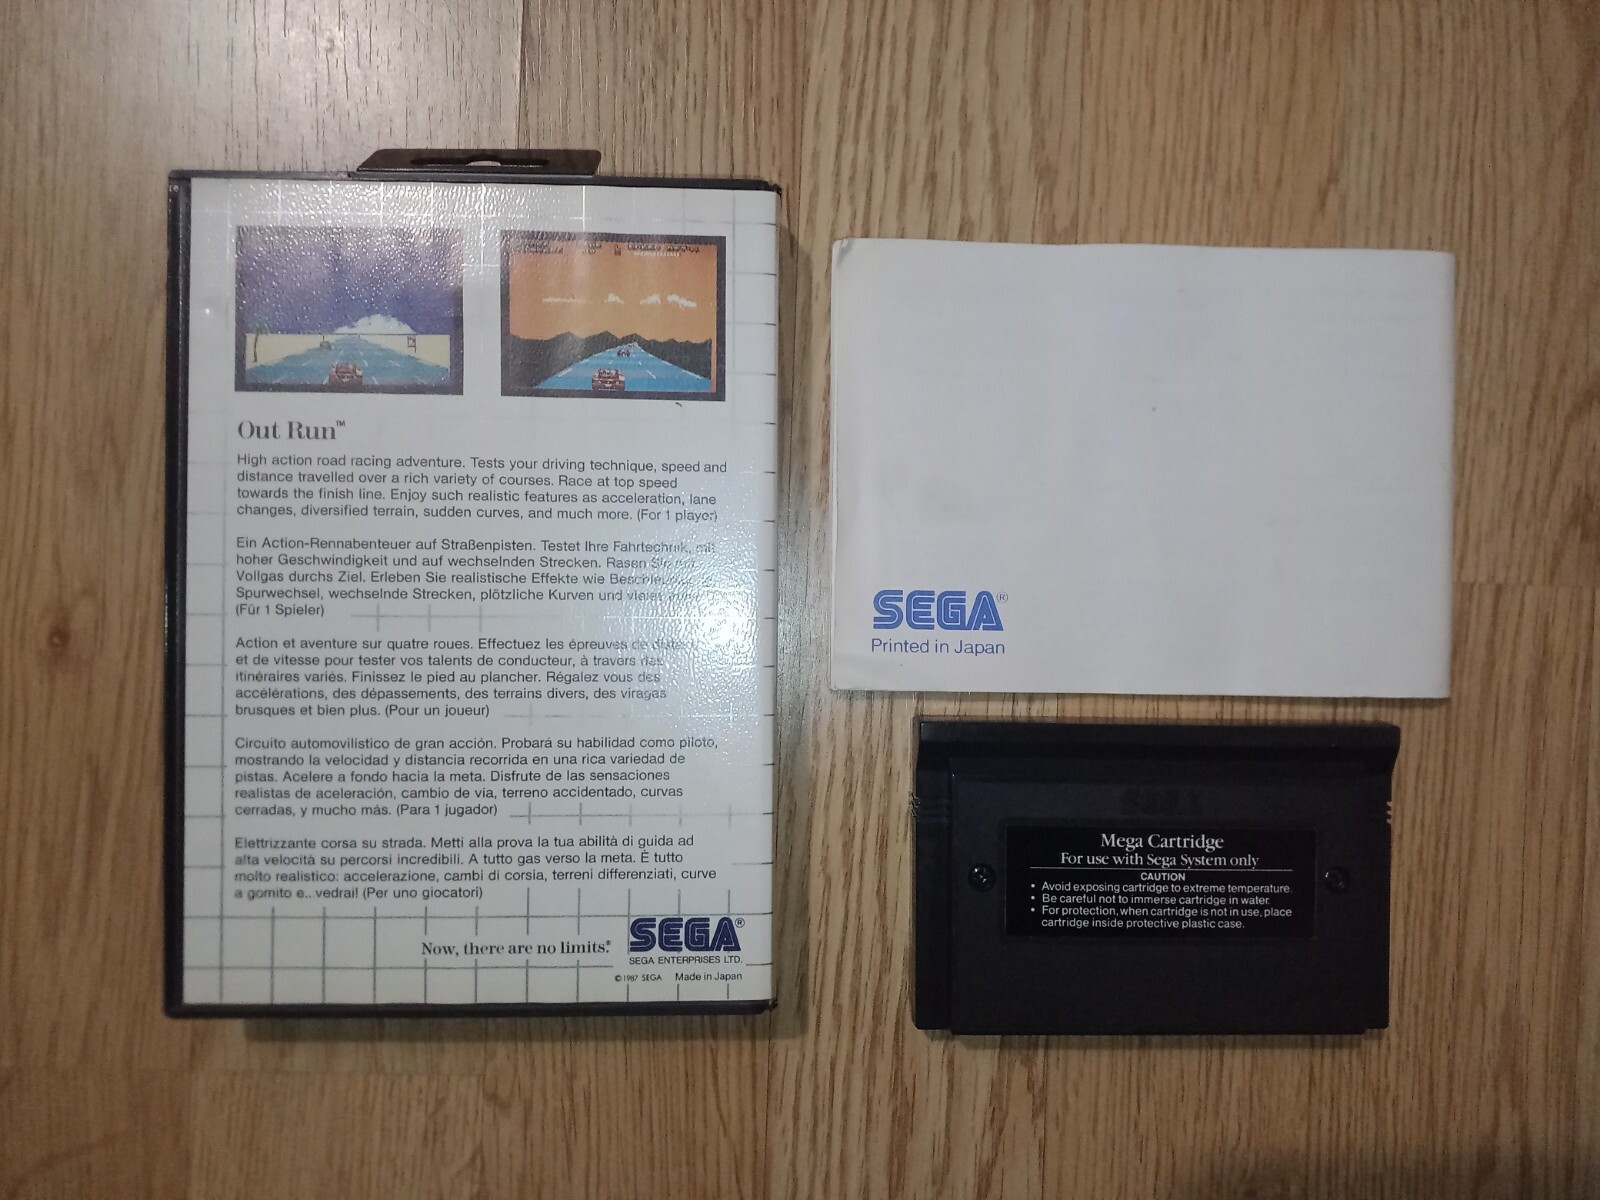 Out Run™
High action road racing adventure. Tests your driving technique, speed and
distance travelled over a rich variety of courses. Race at top speed
towards the finish line. Enjoy such realistic features as acceleration, lane
changes, diversified terrain, sudden curves, and much more. (For 1 player)
Ein Action-Rennabenteuer auf Straßenpisten. Testet Ihre Fahrtechnik, mit
hoher Geschwindigkeit und auf wechselnden Strecken. Rasen
Vollgas durchs Ziel. Erleben Sie realistische Effekte wie
Spurwechsel, wechselnde Strecken, plötzliche Kurven und vieles
(Für 1 Spieler)
Action et aventure sur quatre roues. Effectuez les épreuves de
et de vitesse pour tester vos talents de conducteur, à travers des
itinéraires variés. Finissez le pied au plancher. Régalez vous des
accélérations, des dépassements, des terrains divers, des virages
brusques et bien plus. (Pour un joueur)
Circuito automovilístico de gran acción. Probará su habilidad como piloto,
mostrando la velocidad y distancia recorrida en una rica variedad de
pistas. Acelere a fondo hacia la meta. Disfrute de las sensaciones
realistas de aceleración, cambio de vía, terreno accidentado, curvas
cerradas, y mucho más. (Para 1 jugador)
Elettrizzante corsa su strada. Metti alla prova la tua abilità di guida ad
alta velocità su percorsi incredibili. A tutto gas verso la meta. É tutto
molto realistico: accelerazione, cambi di corsia, terreni differenziati, curve
a gomito e.. vedrai! (Per uno giocatori)
Now, there are no limits.®
SEGA®
SEGA ENTERPRISES LTD.
©1987 SEGA Made in Japan
SEGA®
Printed in Japan
SEGA
Mega Cartridge
For use with Sega System only
CAUTION
• Avoid exposing cartridge to extreme temperature.
• Be careful not to immerse cartridge in water.
• For protection, when cartridge is not in use, place
cartridge inside protective plastic case.